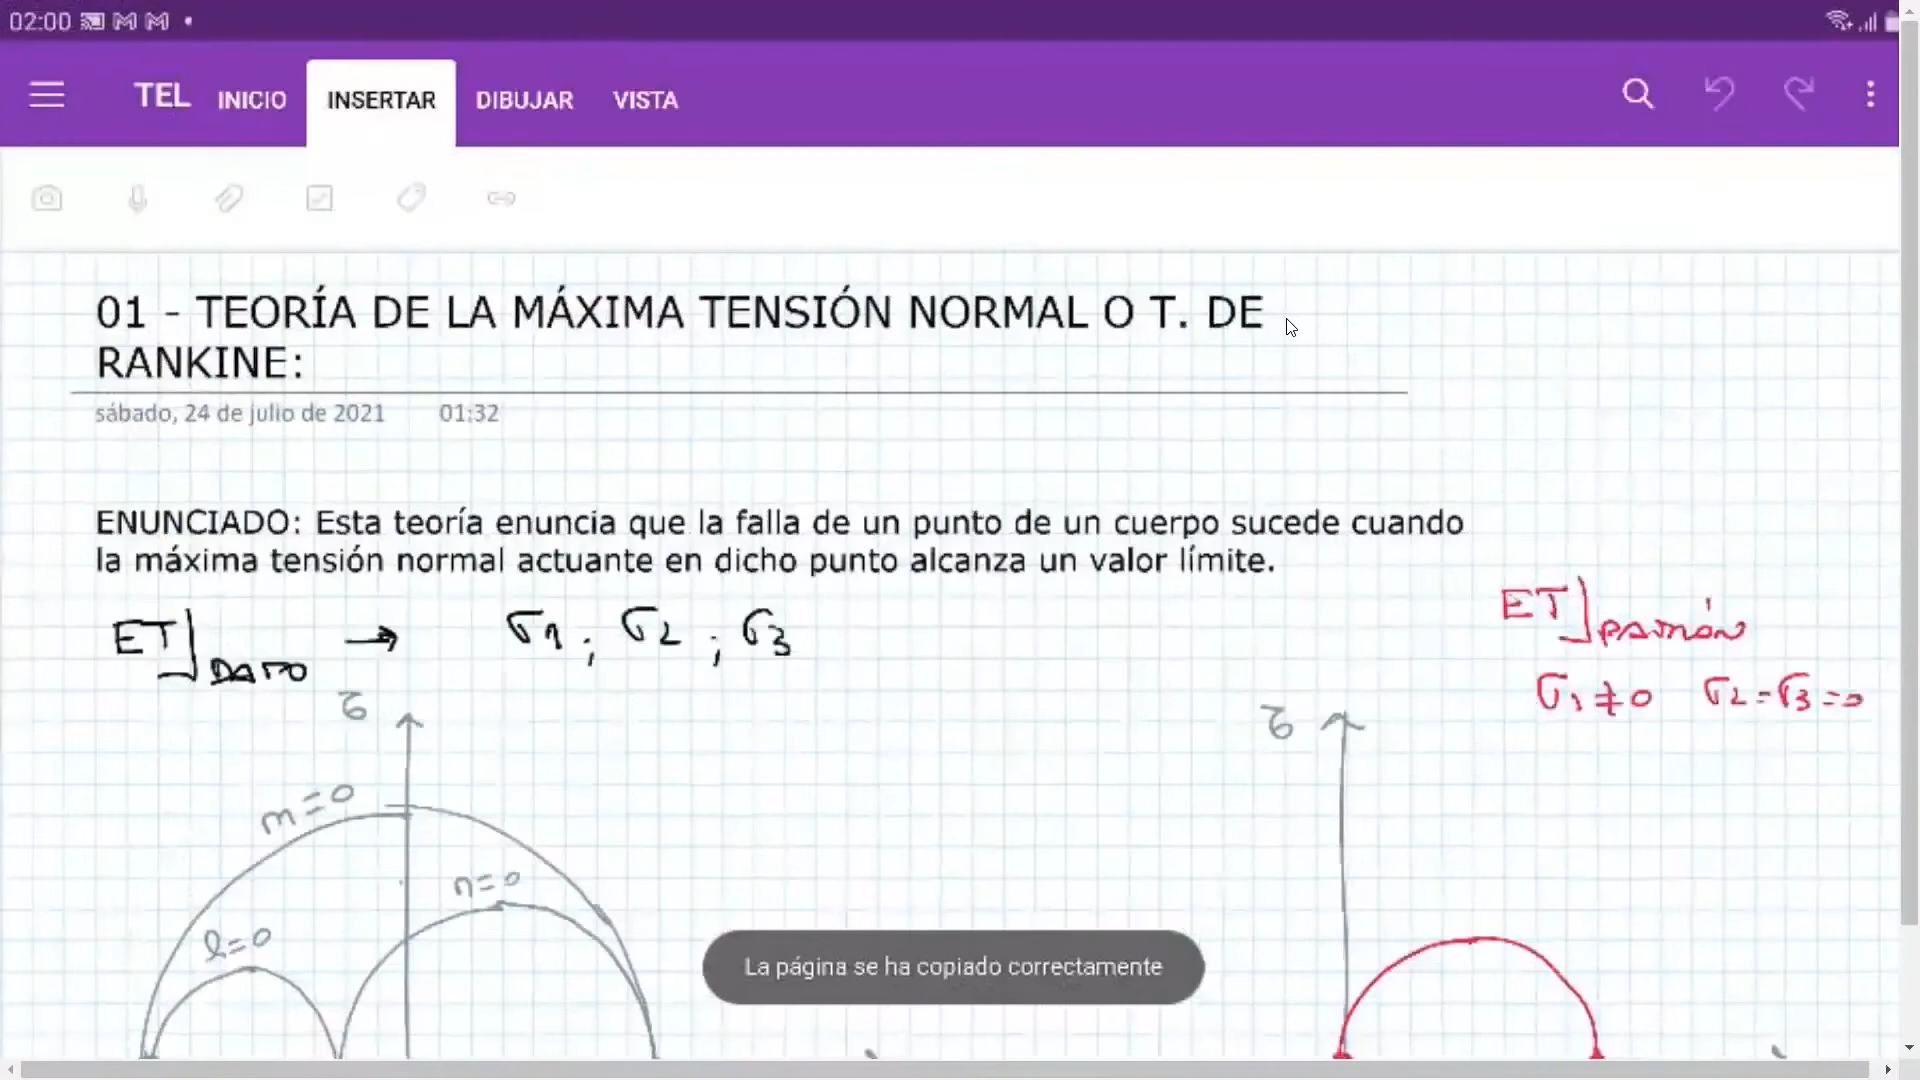 02:00
TEL INICIO INSERTAR DIBUJAR VISTA
01 - TEORÍA DE LA MÁXIMA TENSIÓN NORMAL O T. DE
RANKINE:
sábado, 24 de julio de 2021 01:32
ENUNCIADO: Esta teoría enuncia que la falla de un punto de un cuerpo sucede cuando
la máxima tensión normal actuante en dicho punto alcanza un valor límite.
ET]DATO → σ1 ; σ2 ; σ3
ET]PATRÓN
σ1 ≠ 0 σ2 = σ3 = 0
τ
τ
m=0
n=0
l=0
La página se ha copiado correctamente